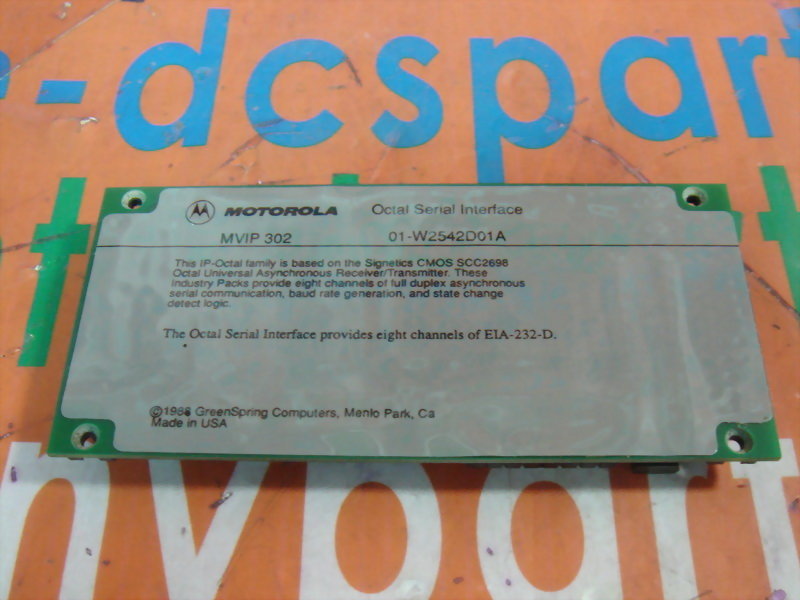 e-dcspart
MOTOROLA Octal Serial Interface
MVIP 302 01-W2542D01A
This IP-Octal family is based on the Signetics CMOS SCC2698
Octal Universal Asynchronous Receiver/Transmitter. These
Industry Packs provide eight channels of full duplex asynchronous
serial communication, baud rate generation, and state change
detect logic.
The Octal Serial Interface provides eight channels of EIA-232-D.
©1988 GreenSpring Computers, Menlo Park, Ca
Made in USA
nvpart